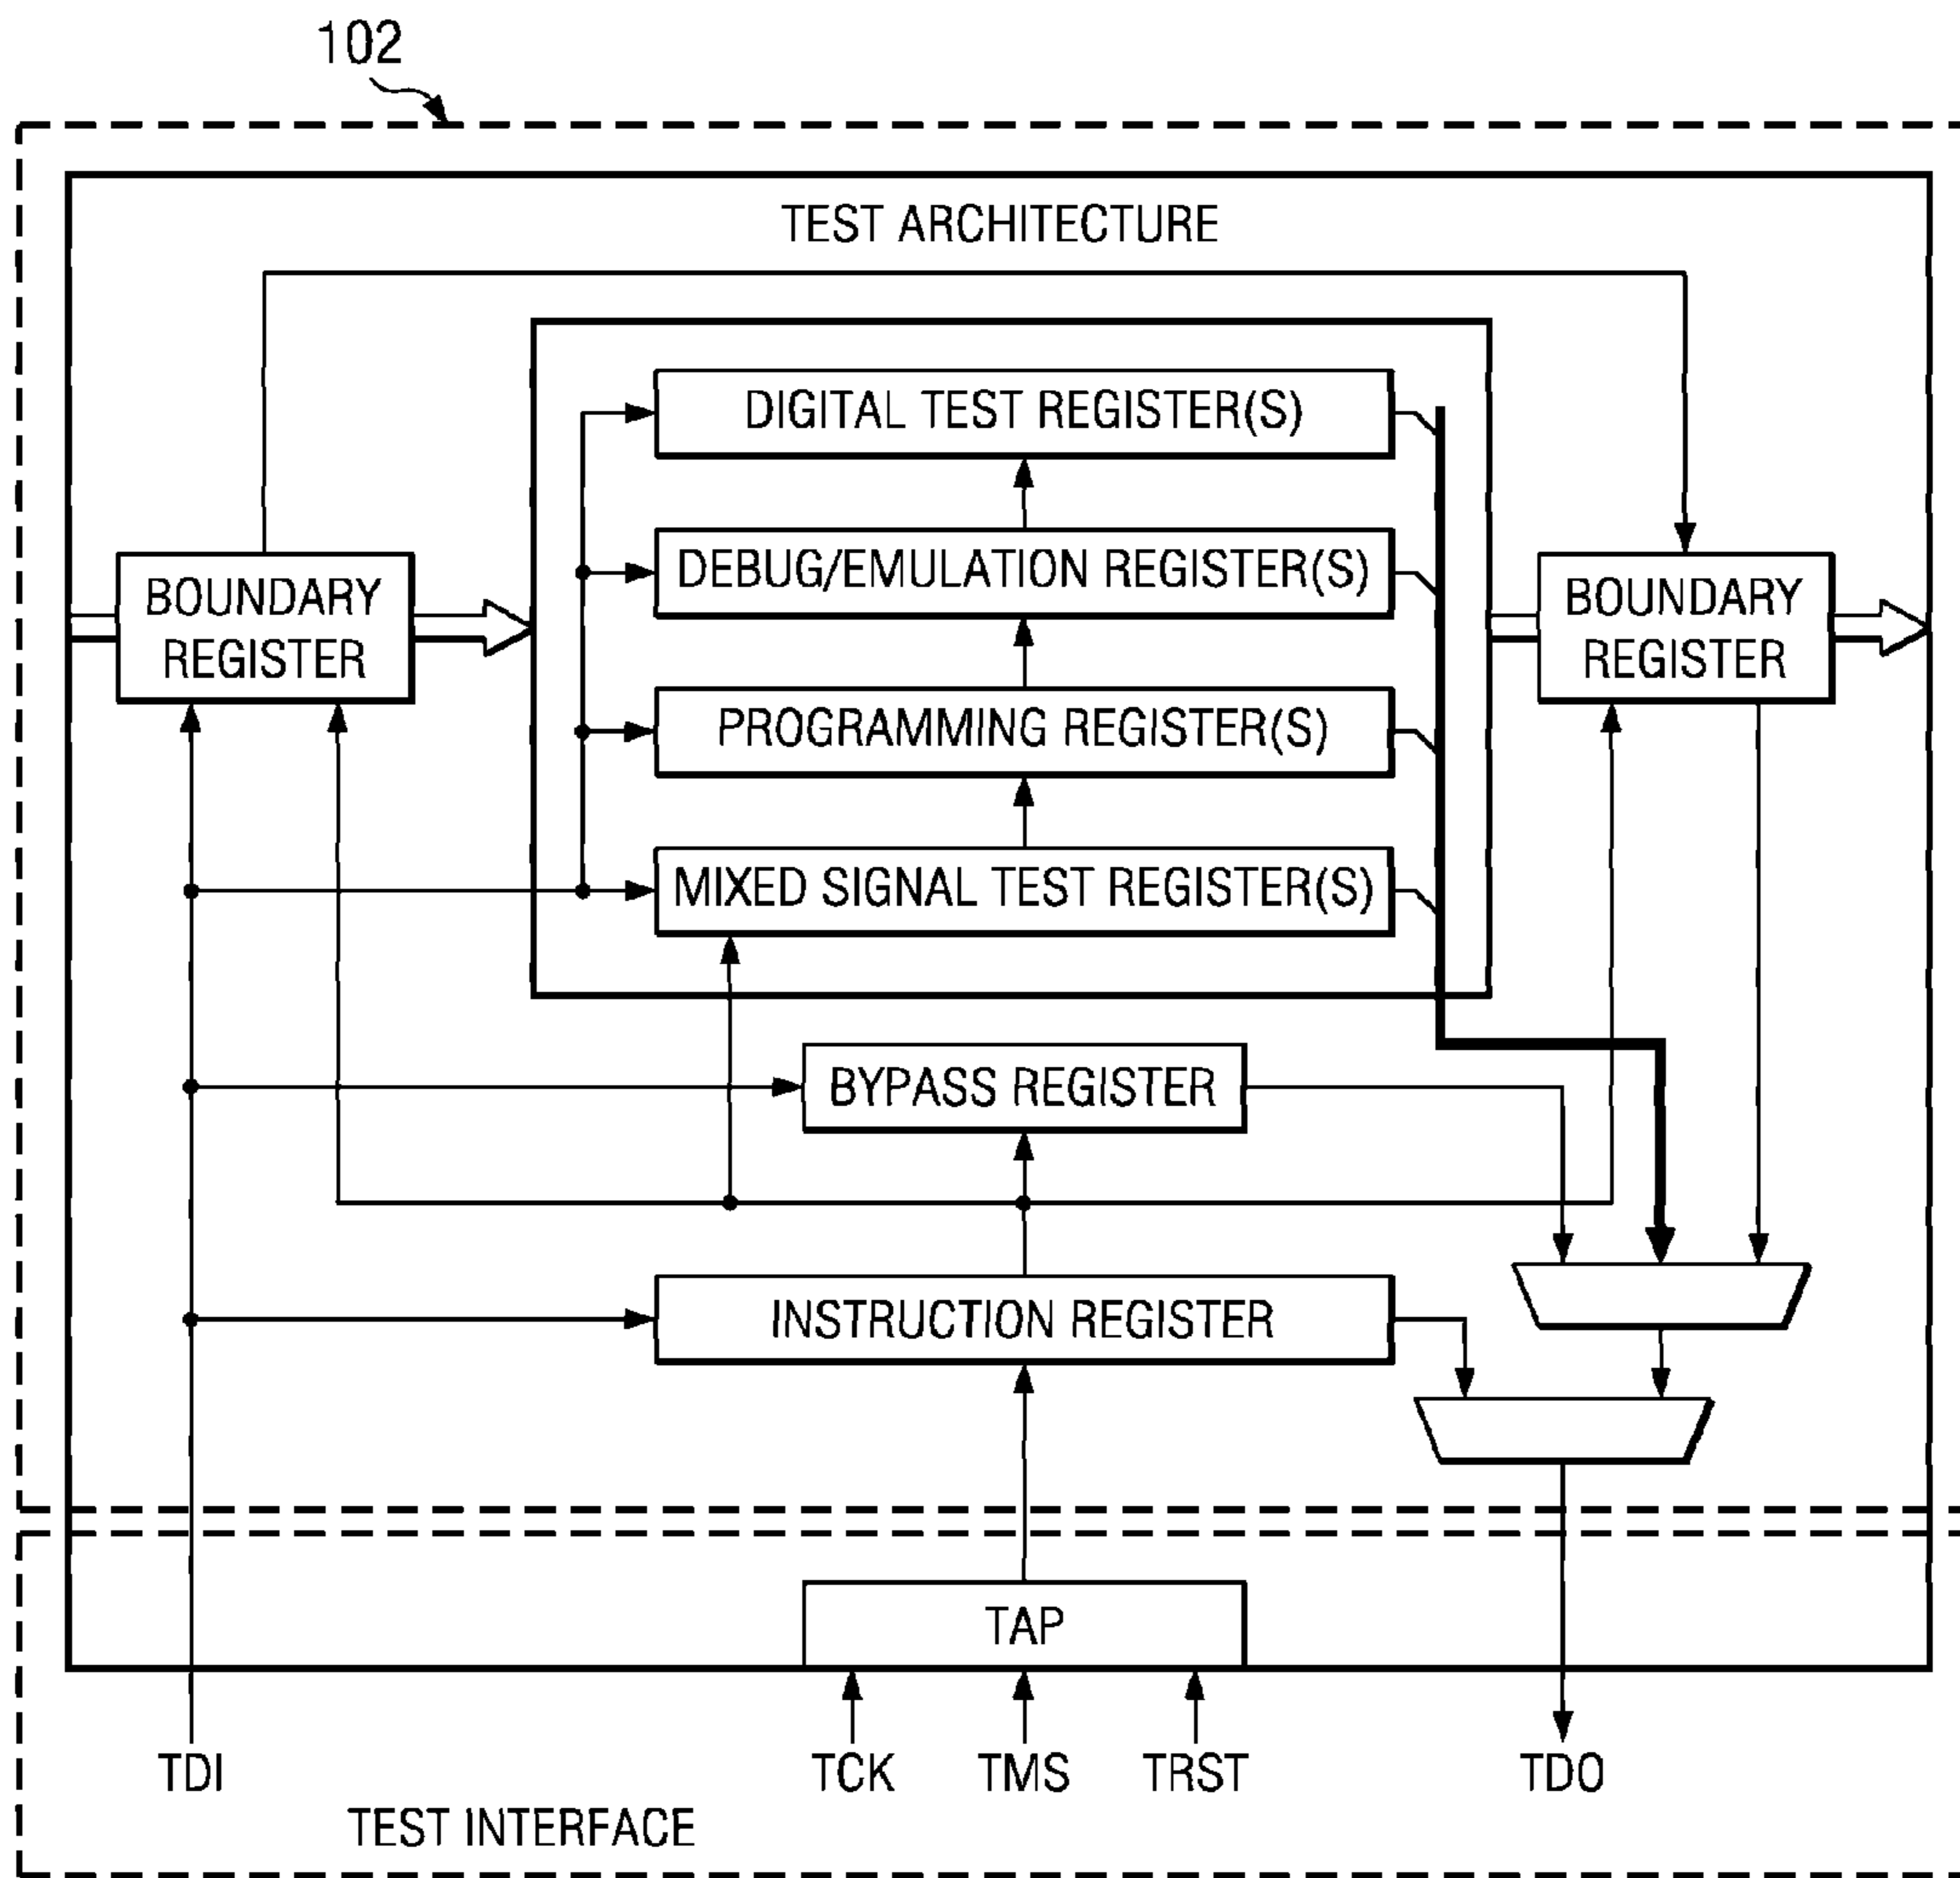 102
TEST ARCHITECTURE
DIGITAL TEST REGISTER(S)
DEBUG/EMULATION REGISTER(S)
BOUNDARY
REGISTER
BOUNDARY
REGISTER
PROGRAMMING REGISTER(S)
MIXED SIGNAL TEST REGISTER(S)
BYPASS REGISTER
INSTRUCTION REGISTER
TAP
TDI
TCK
TMS
TRST
TDO
TEST INTERFACE